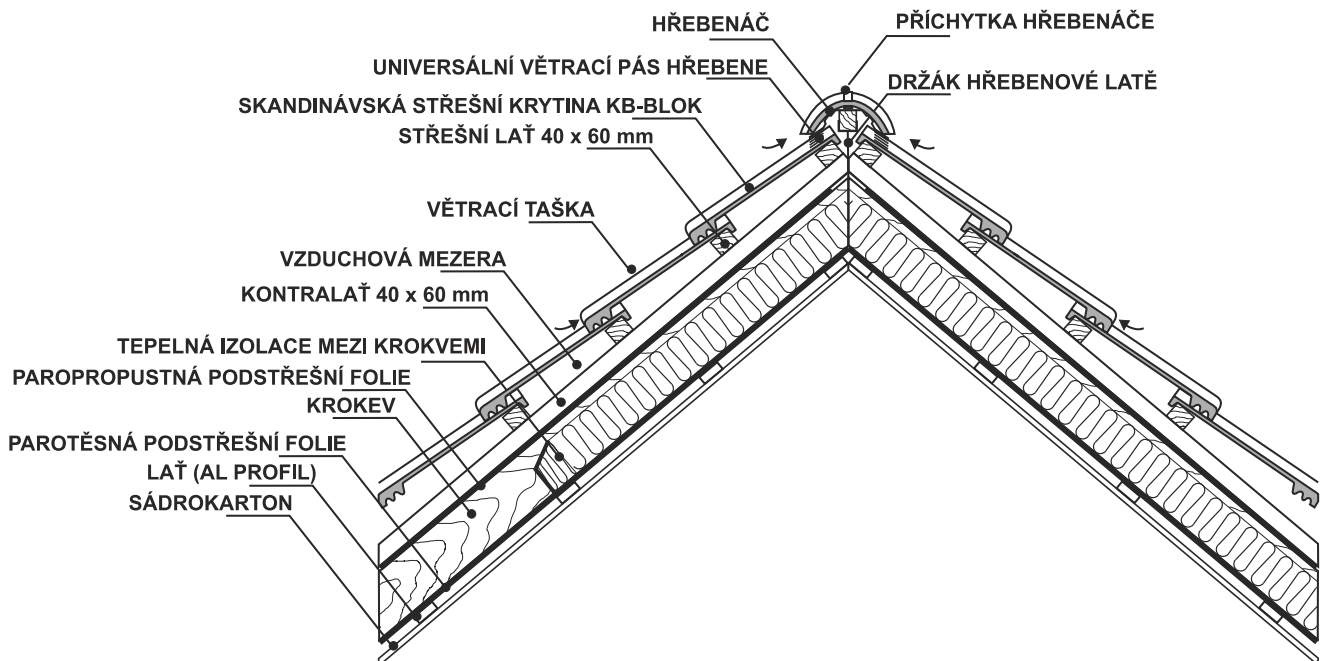 HŘEBENÁČ
PŘÍCHYTKA HŘEBENÁČE
UNIVERSÁLNÍ VĚTRACÍ PÁS HŘEBENE
DRŽÁK HŘEBENOVÉ LATĚ
SKANDINÁVSKÁ STŘEŠNÍ KRYTINA KB-BLOK
STŘEŠNÍ LAŤ 40 x 60 mm
VĚTRACÍ TAŠKA
VZDUCHOVÁ MEZERA
KONTRALAŤ 40 x 60 mm
TEPELNÁ IZOLACE MEZI KROKVEMI
PAROPROPUSTNÁ PODSTŘEŠNÍ FOLIE
KROKEV
PAROTĚSNÁ PODSTŘEŠNÍ FOLIE
LAŤ (AL PROFIL)
SÁDROKARTON